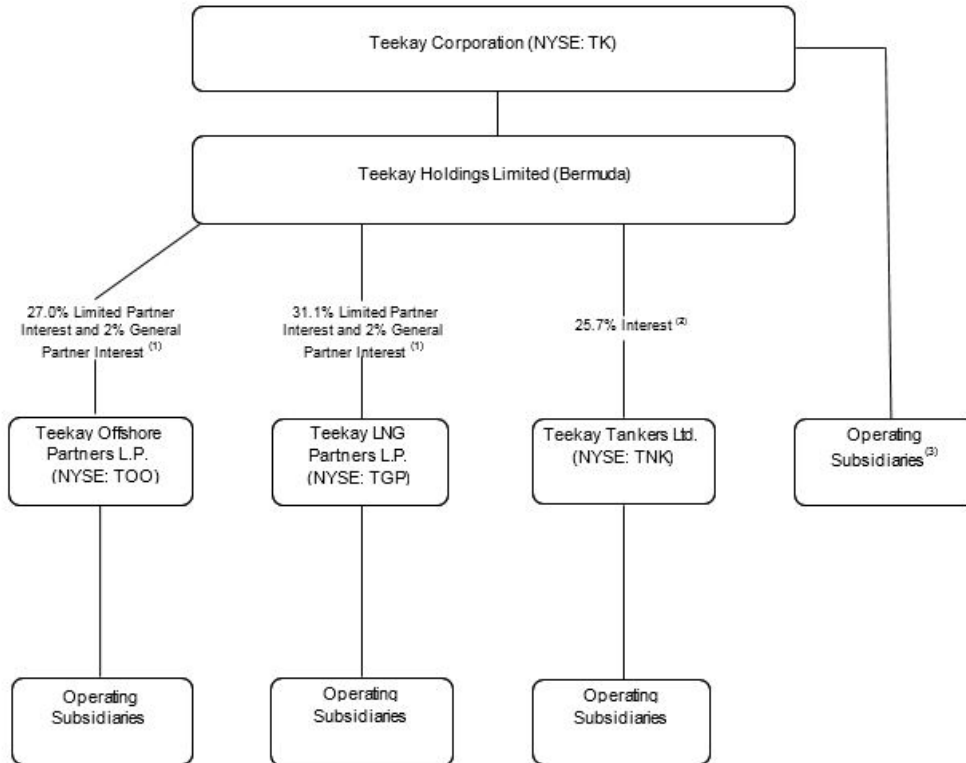 Teekay Corporation (NYSE: TK)
Teekay Holdings Limited (Bermuda)
27.0% Limited Partner
Interest and 2% General
Partner Interest (1)
31.1% Limited Partner
Interest and 2% General
Partner Interest (1)
25.7% Interest (2)
Teekay Offshore
Partners L.P.
(NYSE: TOO)
Teekay LNG
Partners L.P.
(NYSE: TGP)
Teekay Tankers Ltd.
(NYSE: TNK)
Operating
Subsidiaries(3)
Operating
Subsidiaries
Operating
Subsidiaries
Operating
Subsidiaries